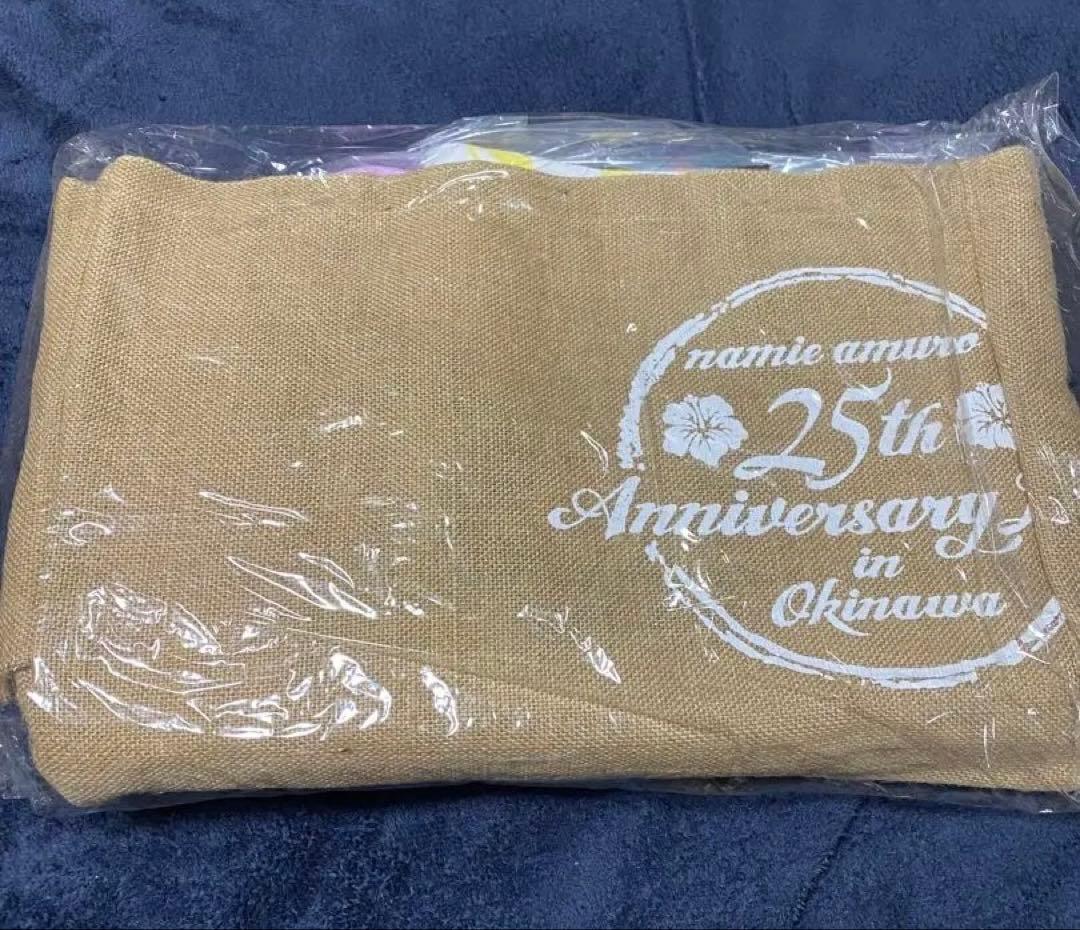 namie amuro
25th
Anniversary
in
Okinawa